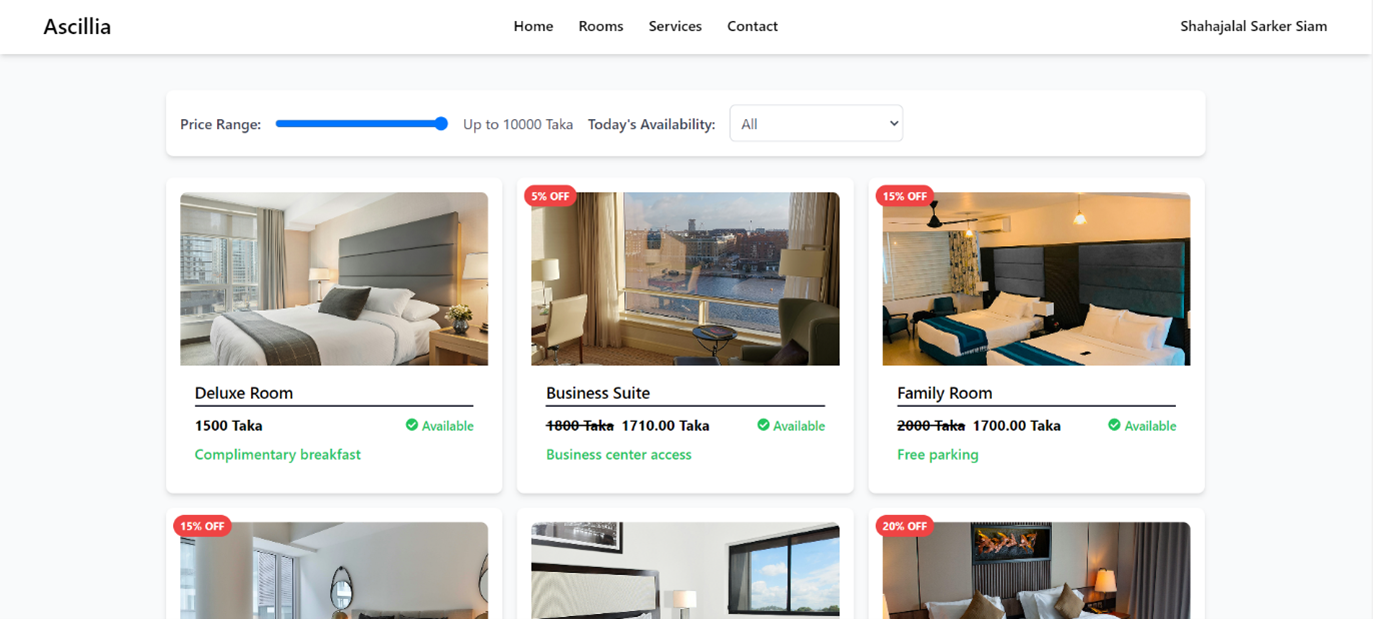 Ascillia
Home Rooms Services Contact
Shahajalal Sarker Siam
Price Range: Up to 10000 Taka Today's Availability: All
Deluxe Room
1500 Taka Available
Complimentary breakfast
5% OFF
Business Suite
1800 Taka 1710.00 Taka Available
Business center access
15% OFF
Family Room
2000 Taka 1700.00 Taka Available
Free parking
15% OFF
20% OFF